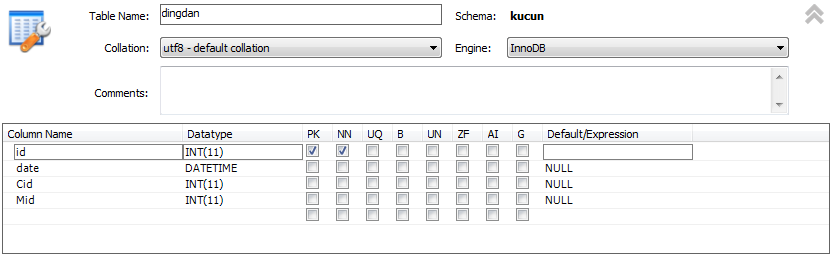 Table Name: dingdan Schema: kucun
Collation: utf8 - default collation Engine: InnoDB
Comments:
Column Name Datatype PK NN UQ B UN ZF AI G Default/Expression
id INT(11)
date DATETIME NULL
Cid INT(11) NULL
Mid INT(11) NULL